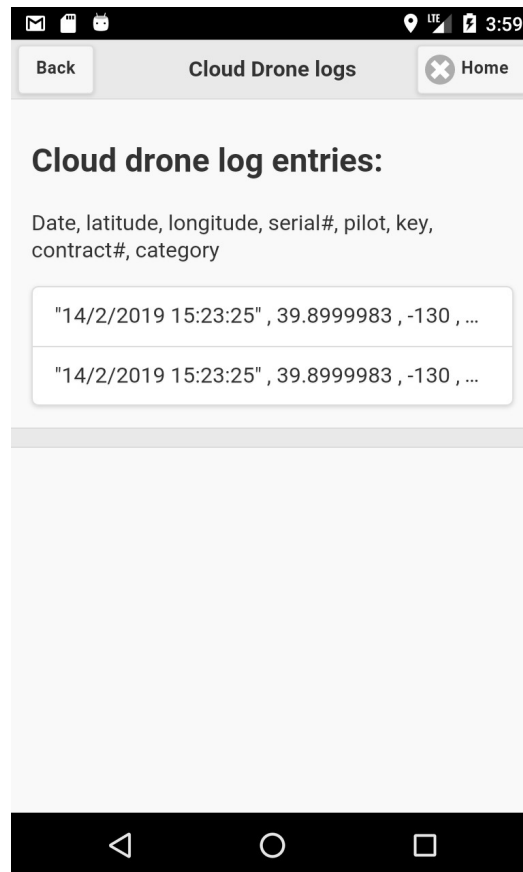 LTE 3:59
Back Cloud Drone logs Home
Cloud drone log entries:
Date, latitude, longitude, serial#, pilot, key,
contract#, category
"14/2/2019 15:23:25" , 39.8999983 , -130 , ...
"14/2/2019 15:23:25" , 39.8999983 , -130 , ...